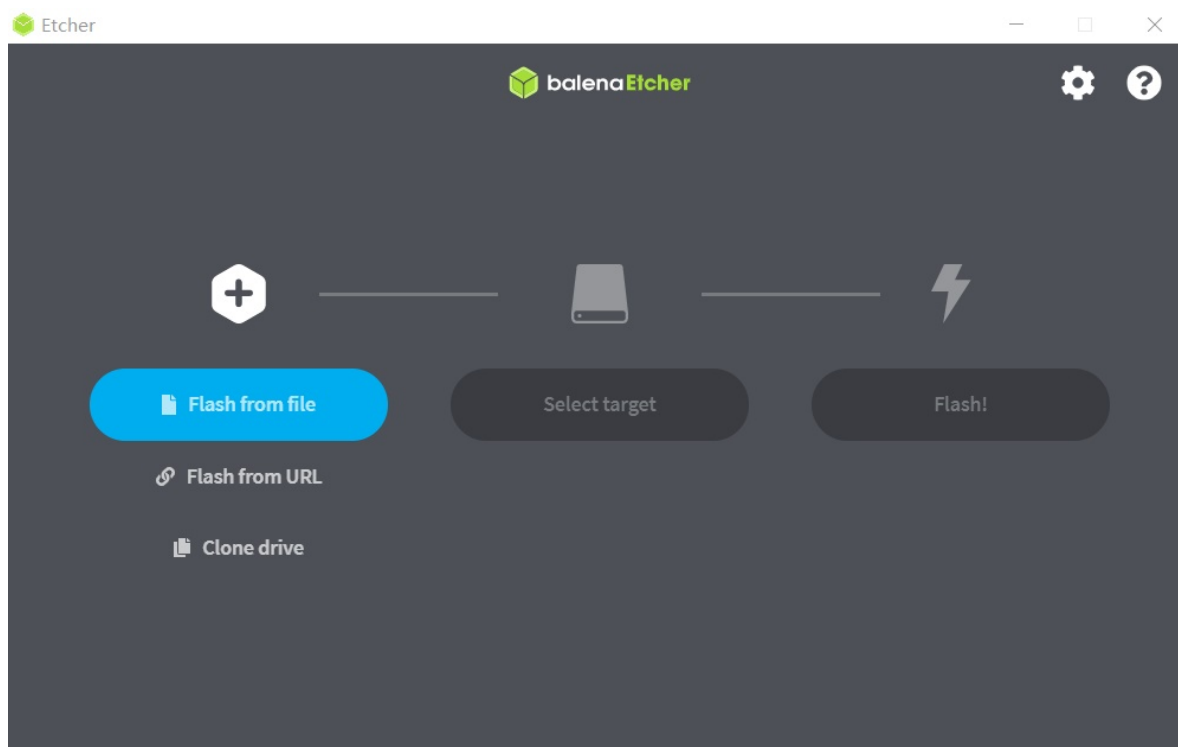 Etcher
balenaEtcher
Flash from file
Select target
Flash!
Flash from URL
Clone drive